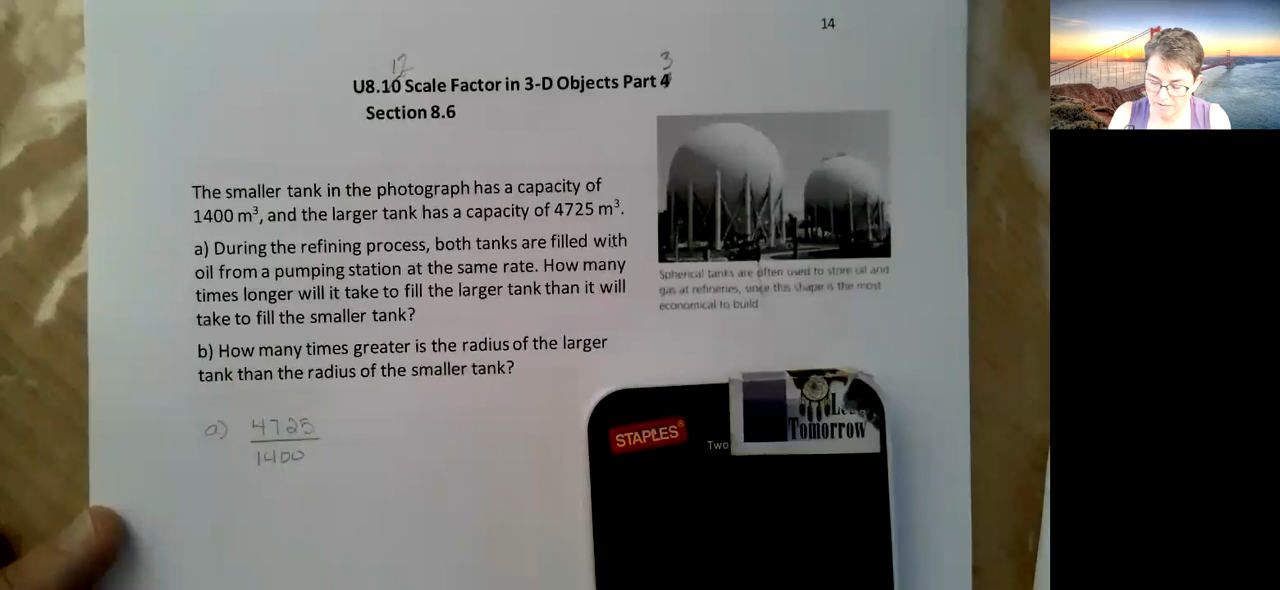 14
12
3
U8.10 Scale Factor in 3-D Objects Part 4
Section 8.6
The smaller tank in the photograph has a capacity of
1400 m³, and the larger tank has a capacity of 4725 m³.
a) During the refining process, both tanks are filled with
oil from a pumping station at the same rate. How many
times longer will it take to fill the larger tank than it will
take to fill the smaller tank?
b) How many times greater is the radius of the larger
tank than the radius of the smaller tank?
Spherical tanks are often used to store oil and
gas at refineries, since this shape is the most
economical to build
a) 4725
1400
STAPLES
Two
Tomorrow